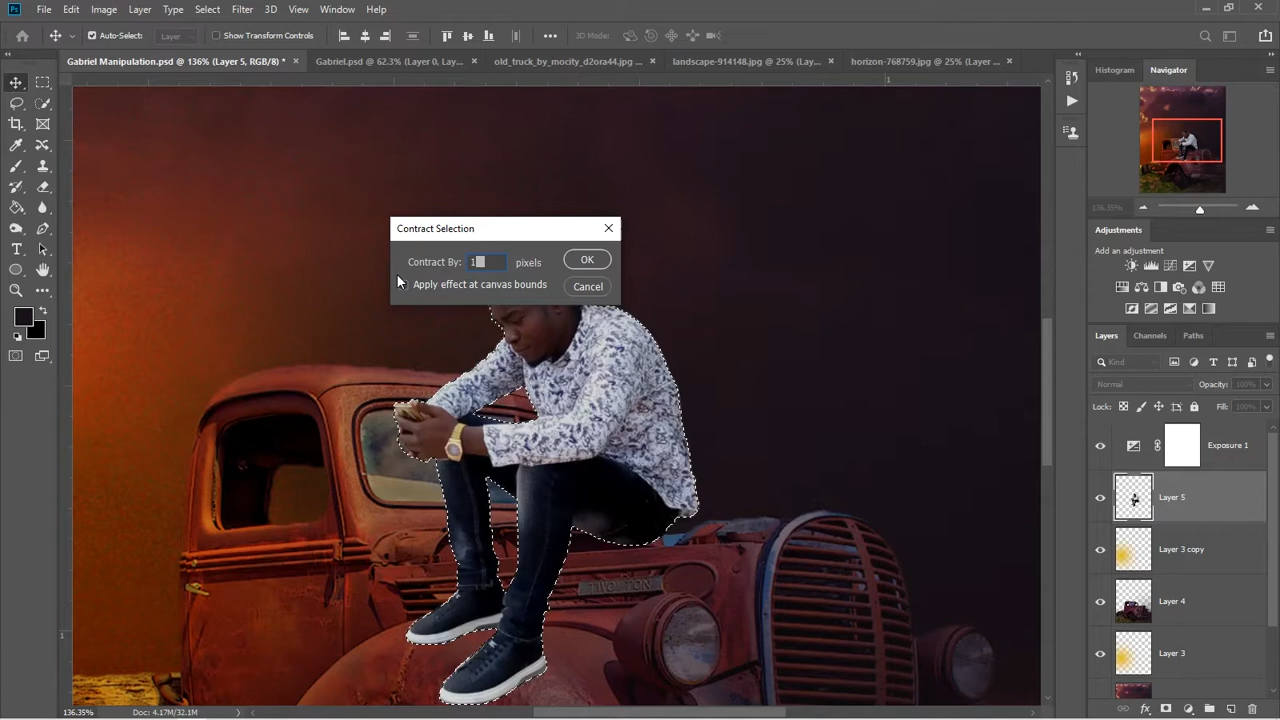 Ps File Edit Image Layer Type Select Filter 3D View Window Help
Auto-Select: Layer Show Transform Controls 3D Mode:
Gabriel Manipulation.psd @ 136% (Layer 5, RGB/8) * × Gabriel.psd @ 62.3% (Layer 0, Lay... × old_truck_by_mocity_d2ora44.jpg ... × landscape-914148.jpg @ 25% (Layer... × horizon-768759.jpg @ 25% (Layer ... ×
1
Histogram Navigator
136.35%
Adjustments
Add an adjustment
Contract Selection
Contract By: 1 pixels OK
Apply effect at canvas bounds Cancel
Layers Channels Paths
Kind
Normal Opacity: 100%
Lock: Fill: 100%
Exposure 1
Layer 5
Layer 3 copy
TWO TON
Layer 4
1
Layer 3
136.35% Doc: 4.17M/32.1M